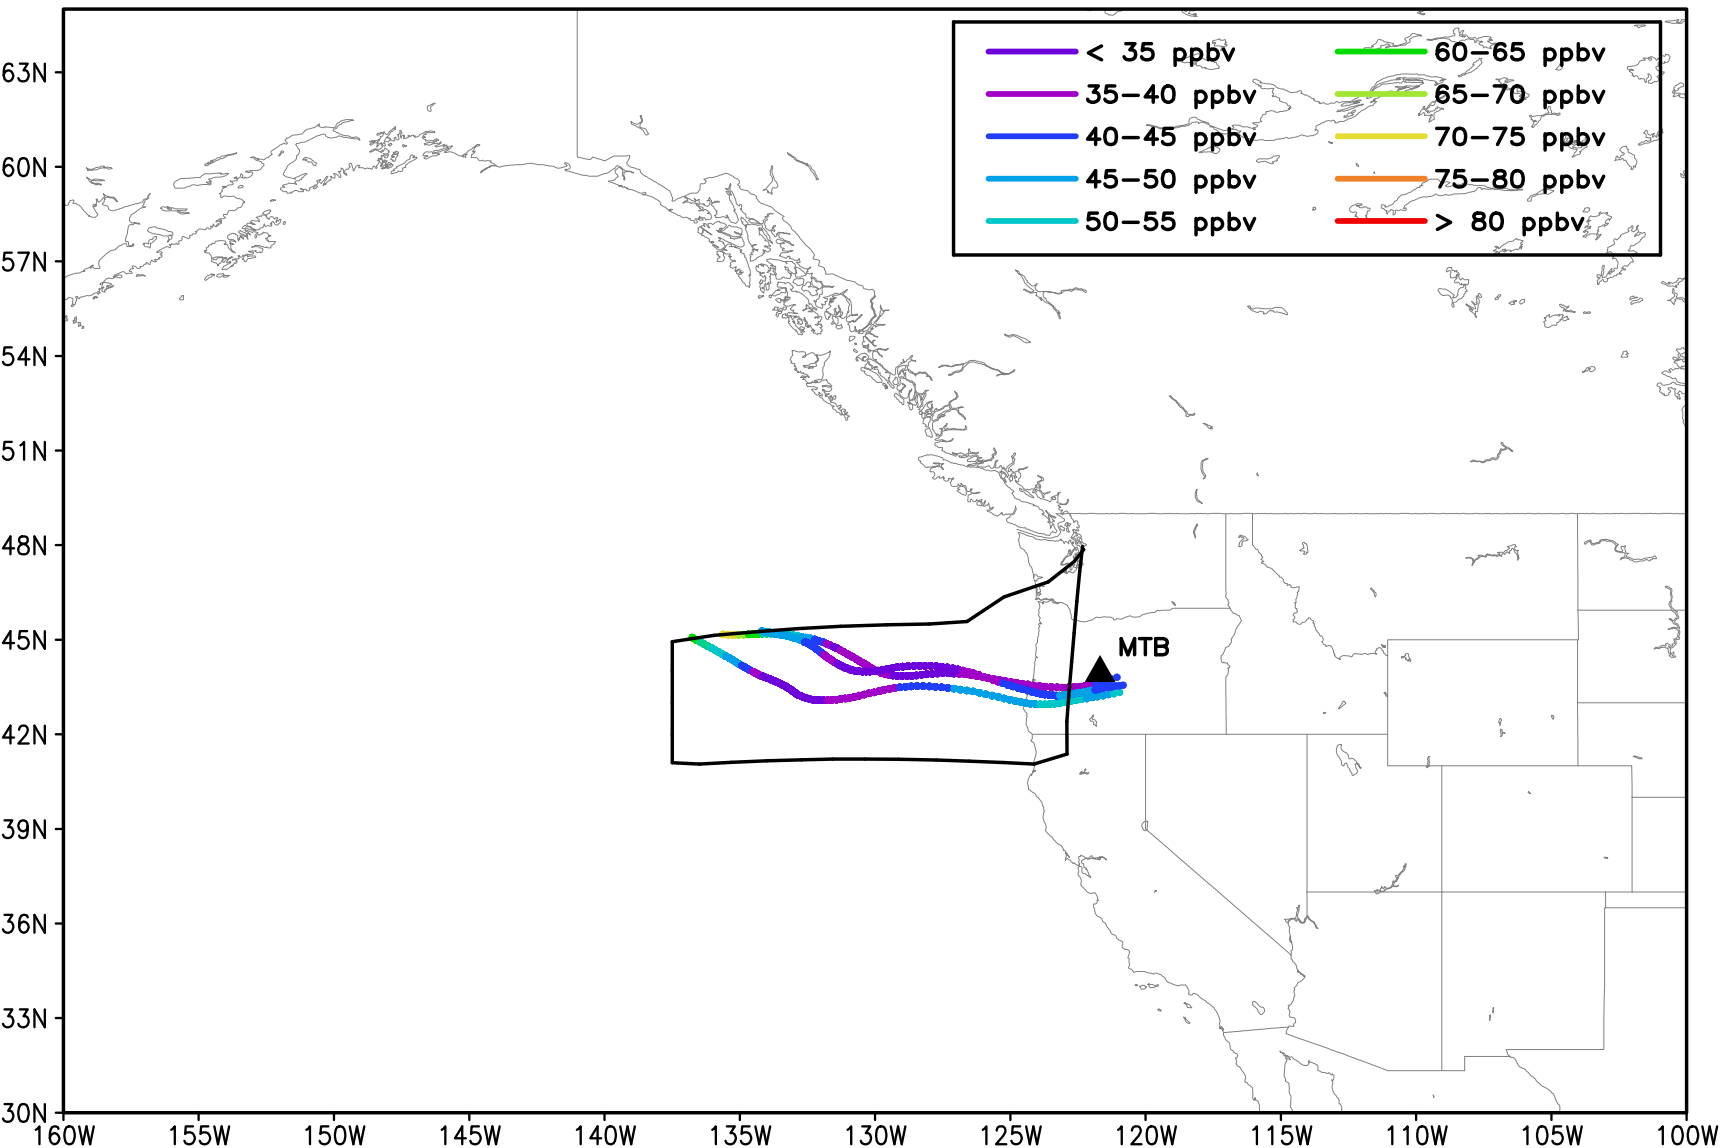 < 35 ppbv
60-65 ppbv
35-40 ppbv
65-70 ppbv
40-45 ppbv
70-75 ppbv
45-50 ppbv
75-80 ppbv
50-55 ppbv
> 80 ppbv
63N
60N
57N
54N
51N
48N
45N
42N
39N
36N
33N
30N
MTB
160W
155W
150W
145W
140W
135W
130W
125W
120W
115W
110W
105W
100W